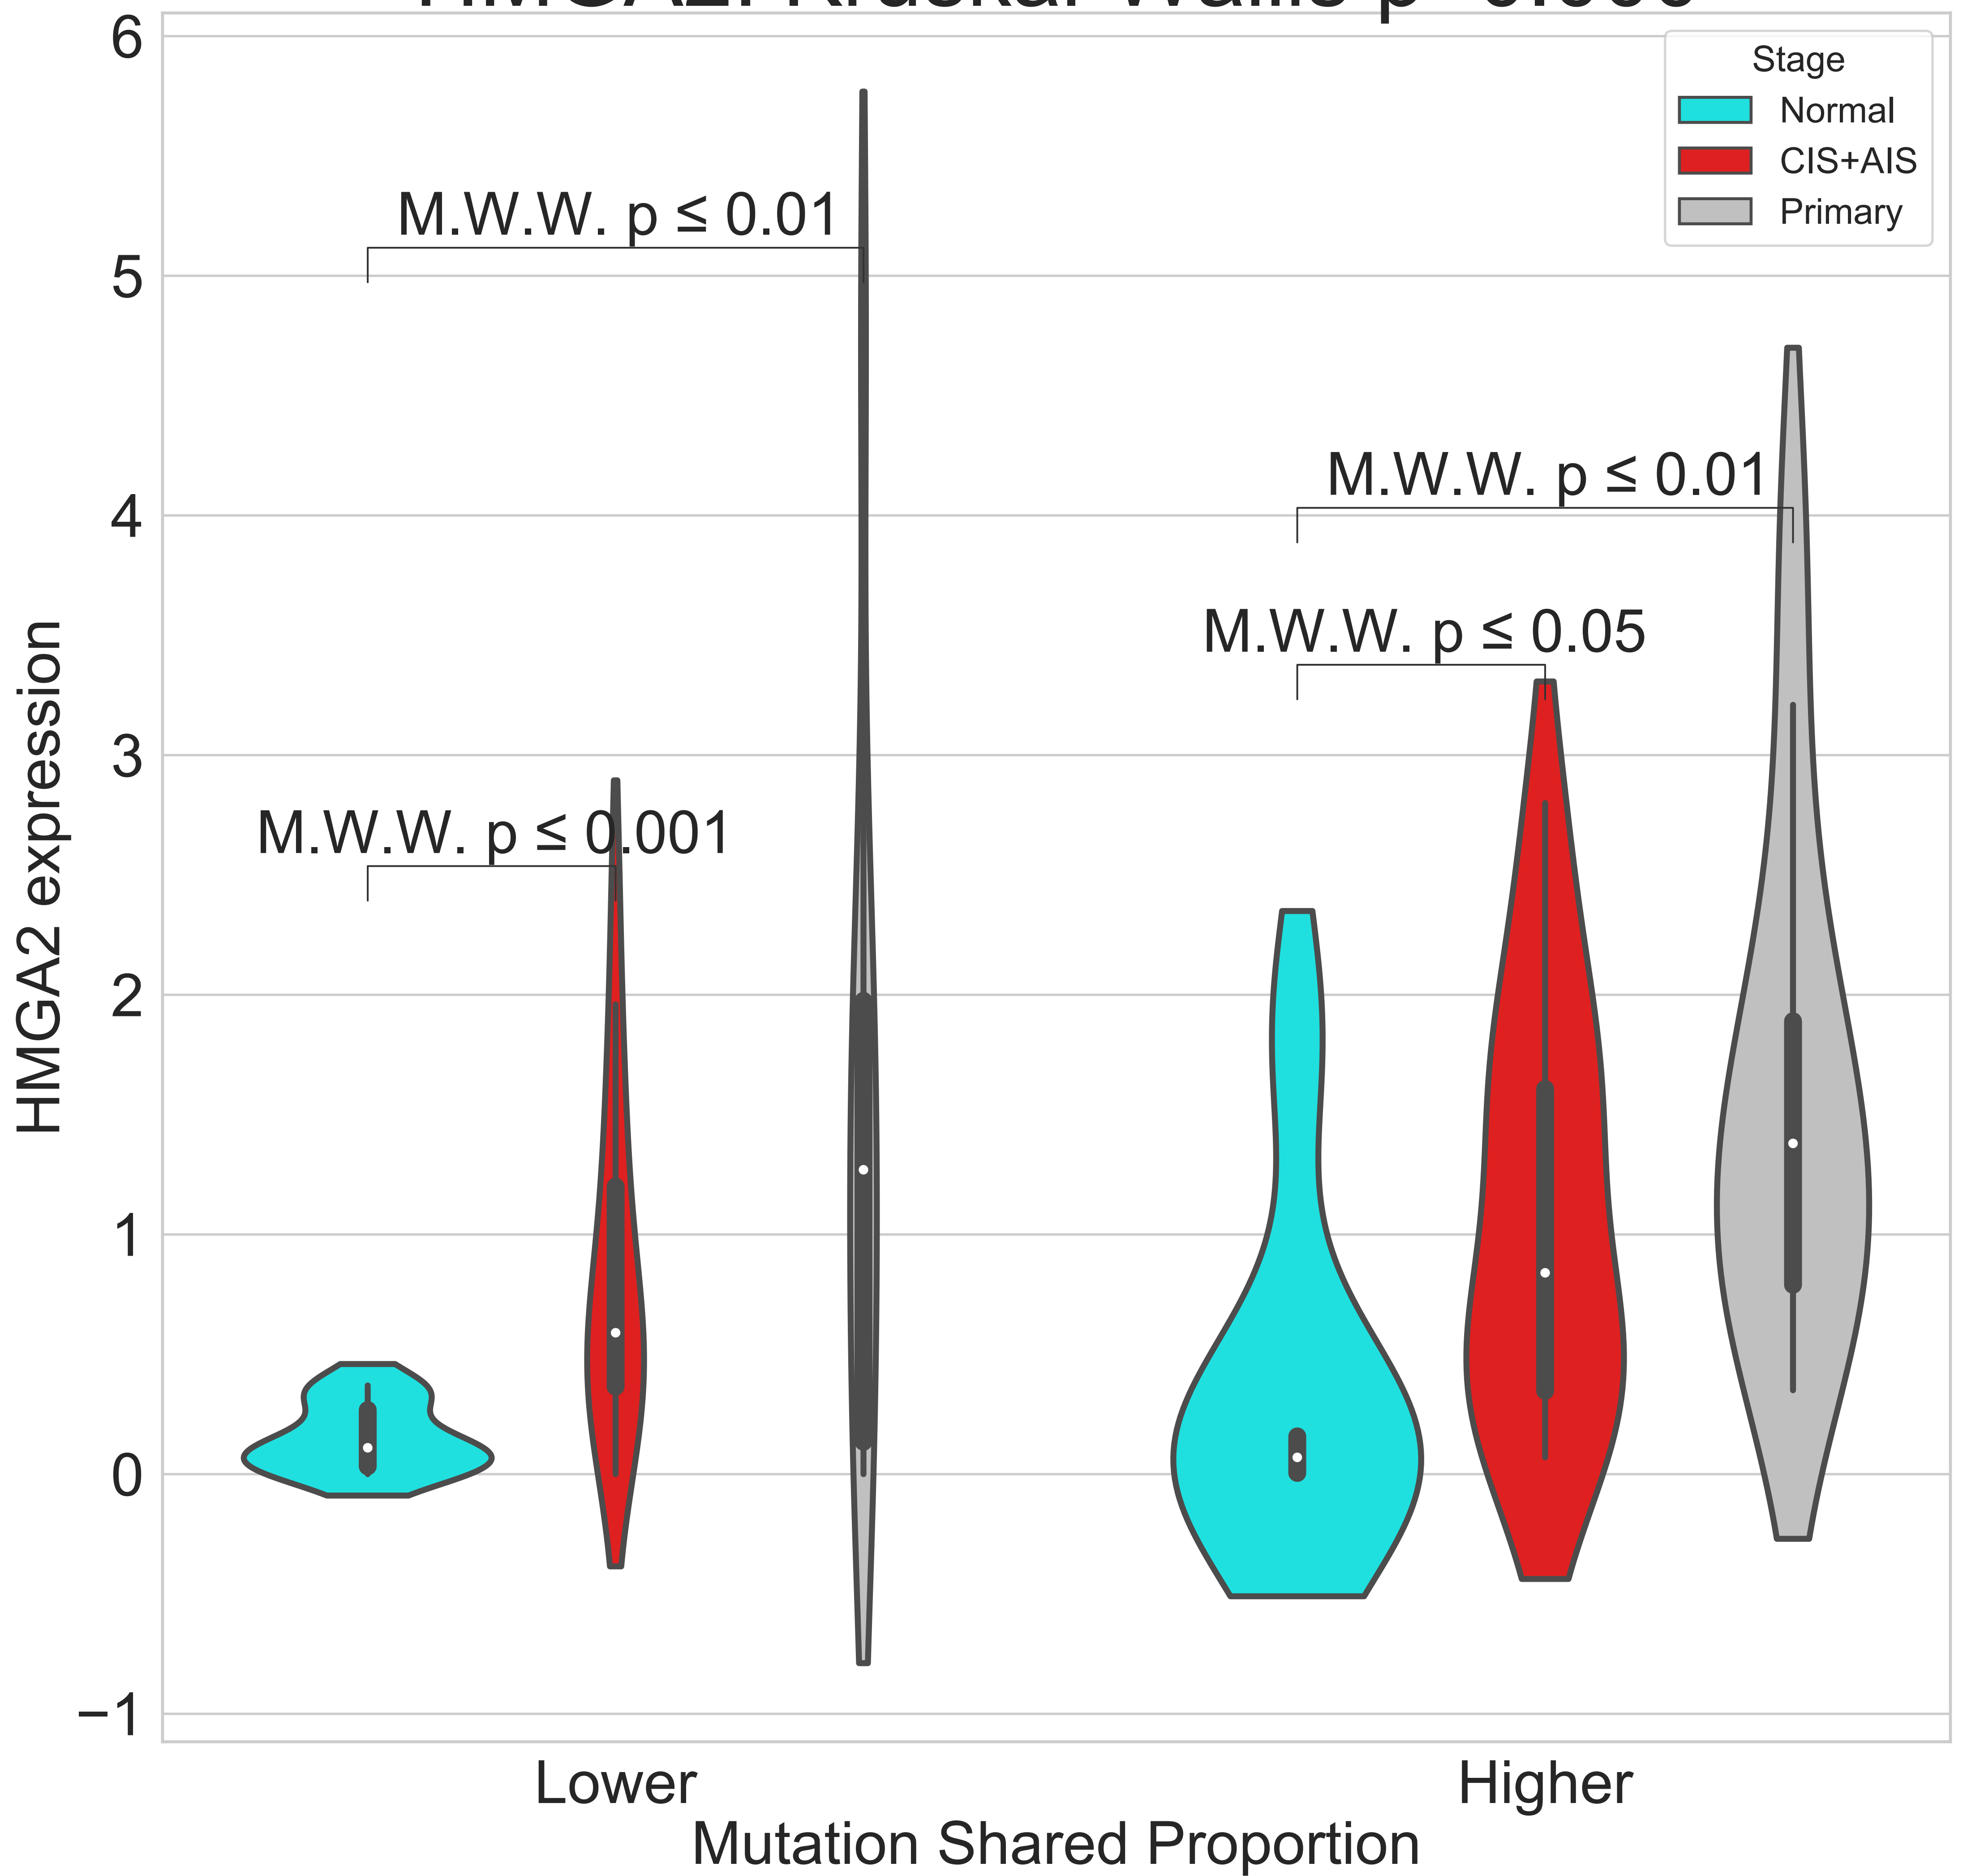 6
5
4
3
2
1
0
−1
HMGA2 expression
Stage
Normal
CIS+AIS
Primary
M.W.W. p ≤ 0.01
M.W.W. p ≤ 0.01
M.W.W. p ≤ 0.05
M.W.W. p ≤ 0.001
Lower
Higher
Mutation Shared Proportion